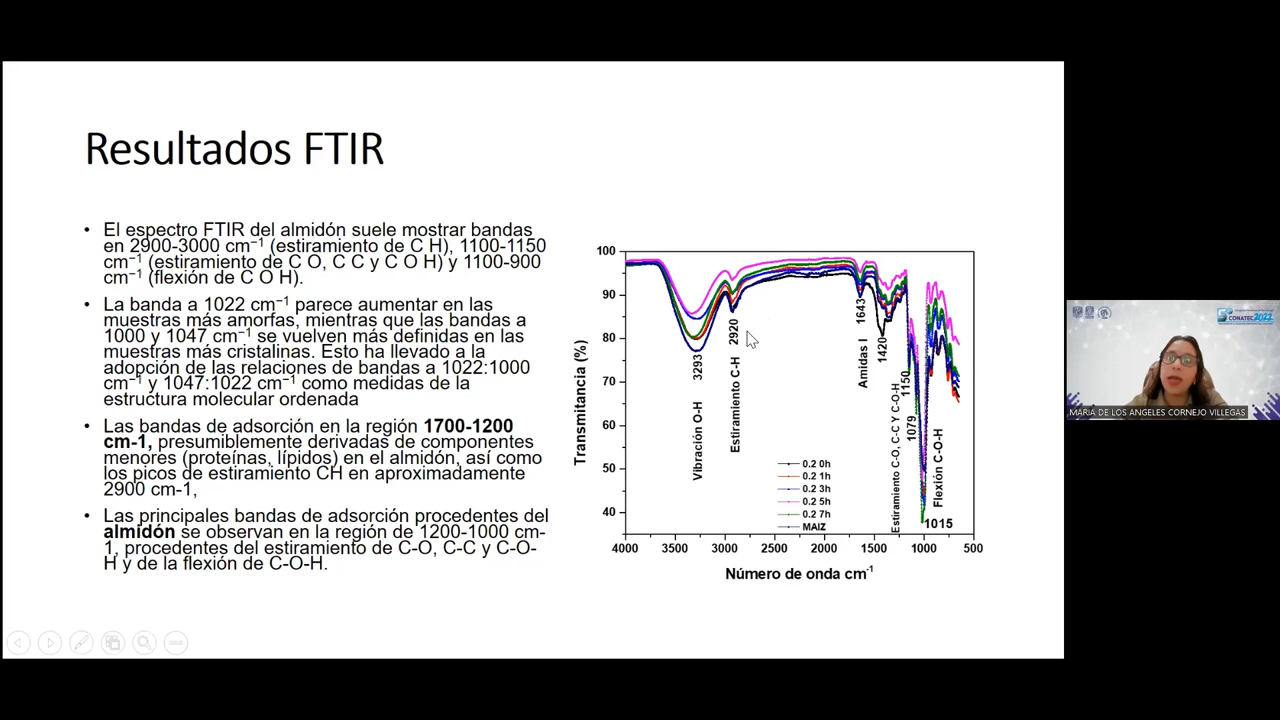 Resultados FTIR
• El espectro FTIR del almidón suele mostrar bandas
en 2900-3000 cm⁻¹ (estiramiento de C H), 1100-1150
cm⁻¹ (estiramiento de C O, C C y C O H) y 1100-900
cm⁻¹ (flexión de C O H).
• La banda a 1022 cm⁻¹ parece aumentar en las
muestras más amorfas, mientras que las bandas a
1000 y 1047 cm⁻¹ se vuelven más definidas en las
muestras más cristalinas. Esto ha llevado a la
adopción de las relaciones de bandas a 1022:1000
cm⁻¹ y 1047:1022 cm⁻¹ como medidas de la
estructura molecular ordenada
• Las bandas de adsorción en la región 1700-1200
cm-1, presumiblemente derivadas de componentes
menores (proteínas, lípidos) en el almidón, así como
los picos de estiramiento CH en aproximadamente
2900 cm-1,
• Las principales bandas de adsorción procedentes del
almidón se observan en la región de 1200-1000 cm-
1, procedentes del estiramiento de C-O, C-C y C-O-
H y de la flexión de C-O-H.
Transmitancia (%)
100
90
80
70
60
50
40
4000
3500
3000
2500
2000
1500
1000
500
Número de onda cm⁻¹
Vibración O-H 3293
Estiramiento C-H 2920
Amidas I 1643
1420
Estiramiento C-O, C-C Y C-O-H
1150
1079
Flexión C-O-H
1015
0.2 0h
0.2 1h
0.2 3h
0.2 5h
0.2 7h
MAIZ
CONATEC 2022
MARIA DE LOS ANGELES CORNEJO VILLEGAS